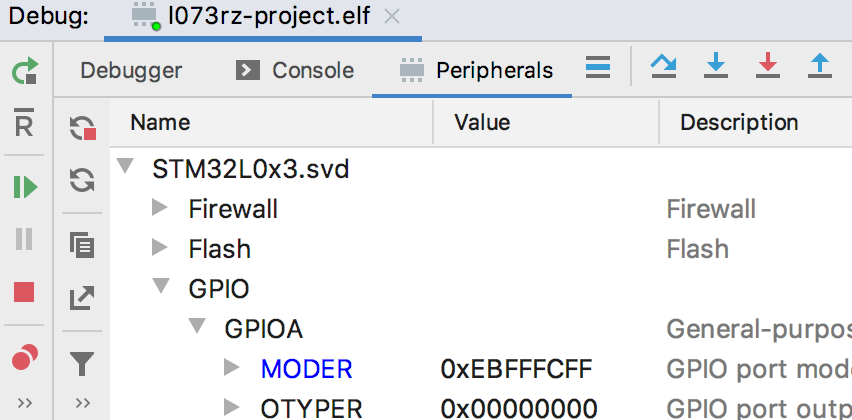 Debug: l073rz-project.elf
Debugger Console Peripherals
R
Name Value Description
STM32L0x3.svd
Firewall Firewall
Flash Flash
GPIO
GPIOA General-purpos
MODER 0xEBFFFCFF GPIO port mod
OTYPER 0x00000000 GPIO port outp